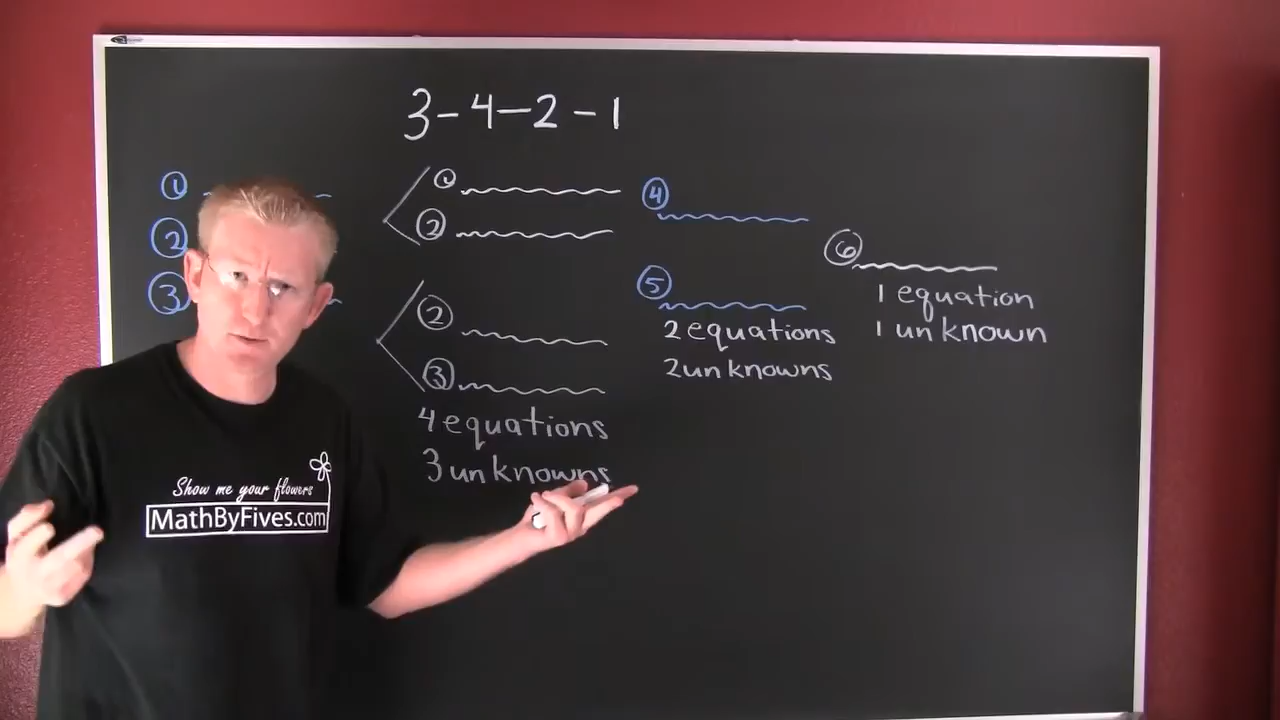 3-4-2-1
①
②
③
①
②
②
③
4 equations
3 unknowns
④
⑤
2 equations
2 unknowns
⑥
1 equation
1 unknown
Show me your flowers
MathByFives.com